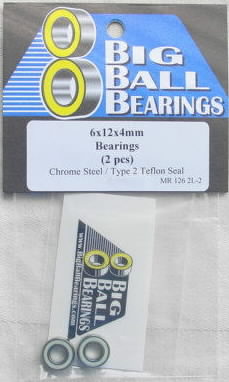 BIG
BALL
BEARINGS
6x12x4mm
Bearings
(2 pcs)
Chrome Steel / Type 2 Teflon Seal
MR 126 2L-2
BIG
BALL
BEARINGS
www.BigBallBearings.com